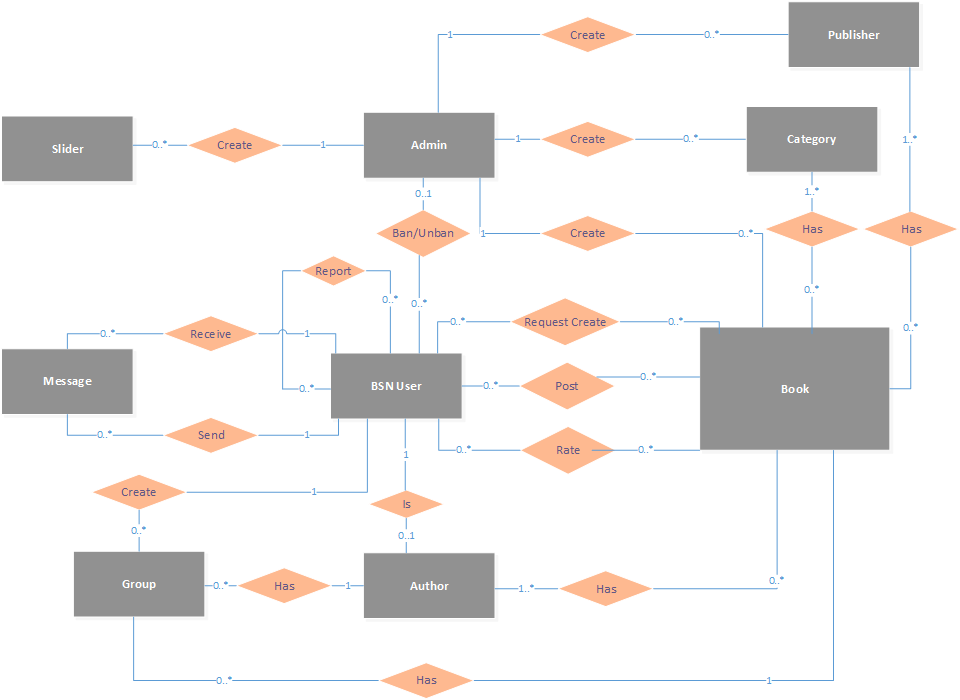 Publisher
1
Create
0..*
Slider
0..*
Create
1
Admin
1
Create
0..*
Category
1..*
1..*
0..1
Ban/Unban
1
Create
0..*
Has
Has
Report
0..*
0..*
0..*
0..*
Request Create
0..*
0..*
0..*
Receive
1
Message
BSN User
0..*
0..*
Post
0..*
Book
0..*
Send
1
0..*
Rate
0..*
1
Create
1
Is
0..*
0..1
Group
0..*
Has
1
Author
1..*
Has
0..*
0..*
Has
1